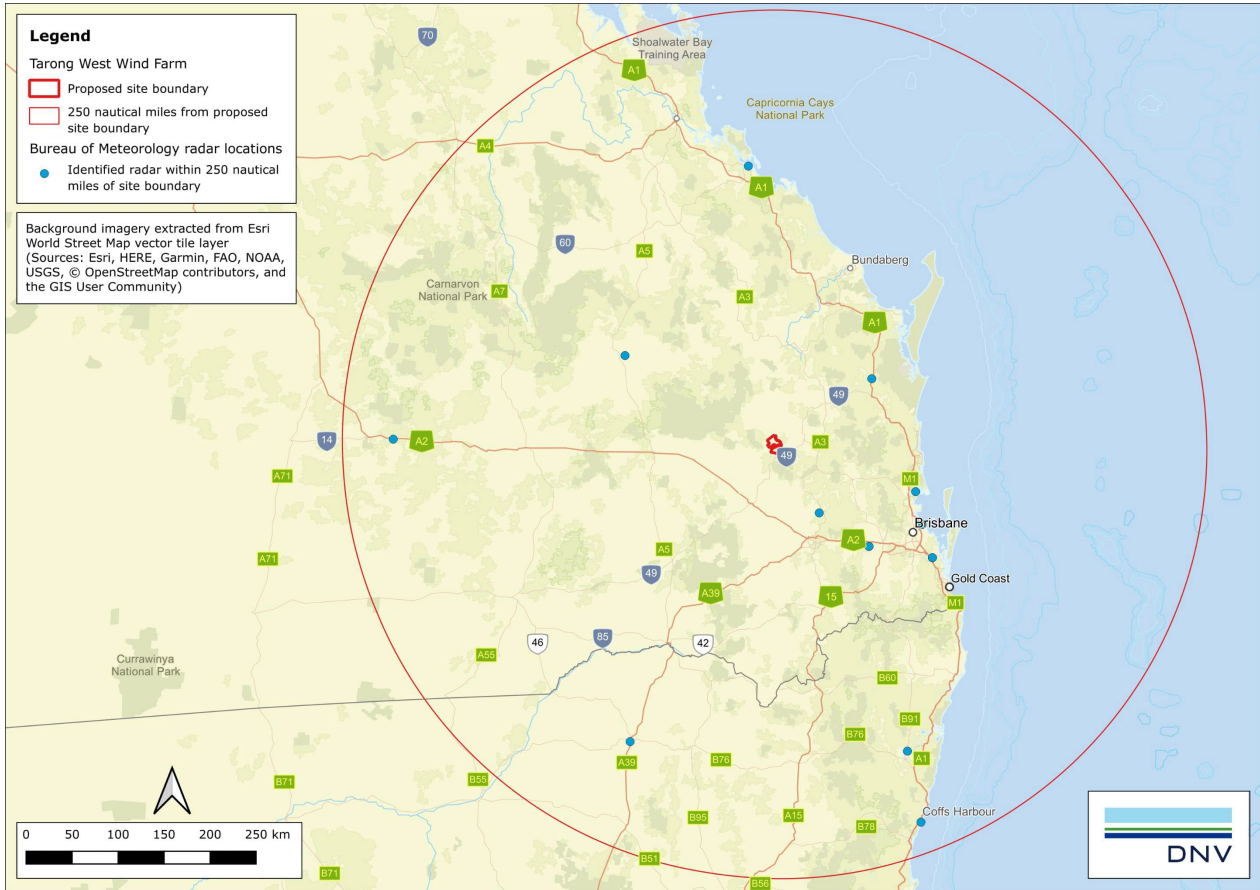 Legend
Tarong West Wind Farm
Proposed site boundary
250 nautical miles from proposed
site boundary
Bureau of Meteorology radar locations
Identified radar within 250 nautical
miles of site boundary
Background imagery extracted from Esri
World Street Map vector tile layer
(Sources: Esri, HERE, Garmin, FAO, NOAA,
USGS, © OpenStreetMap contributors, and
the GIS User Community)
70
Shoalwater Bay
Training Area
A1
Capricornia Cays
National Park
A4
A1
60
A5
Bundaberg
Carnarvon
National Park
A7
A3
A1
49
14
A2
A3
49
A71
M1
Brisbane
A2
A5
A71
49
Gold Coast
A39
15
M1
46
85
42
A55
Currawinya
National Park
B60
B91
B76
A39
B76
A1
B71
B55
Coffs Harbour
B95
A15
B78
0 50 100 150 200 250 km
B51
B71
B56
DNV